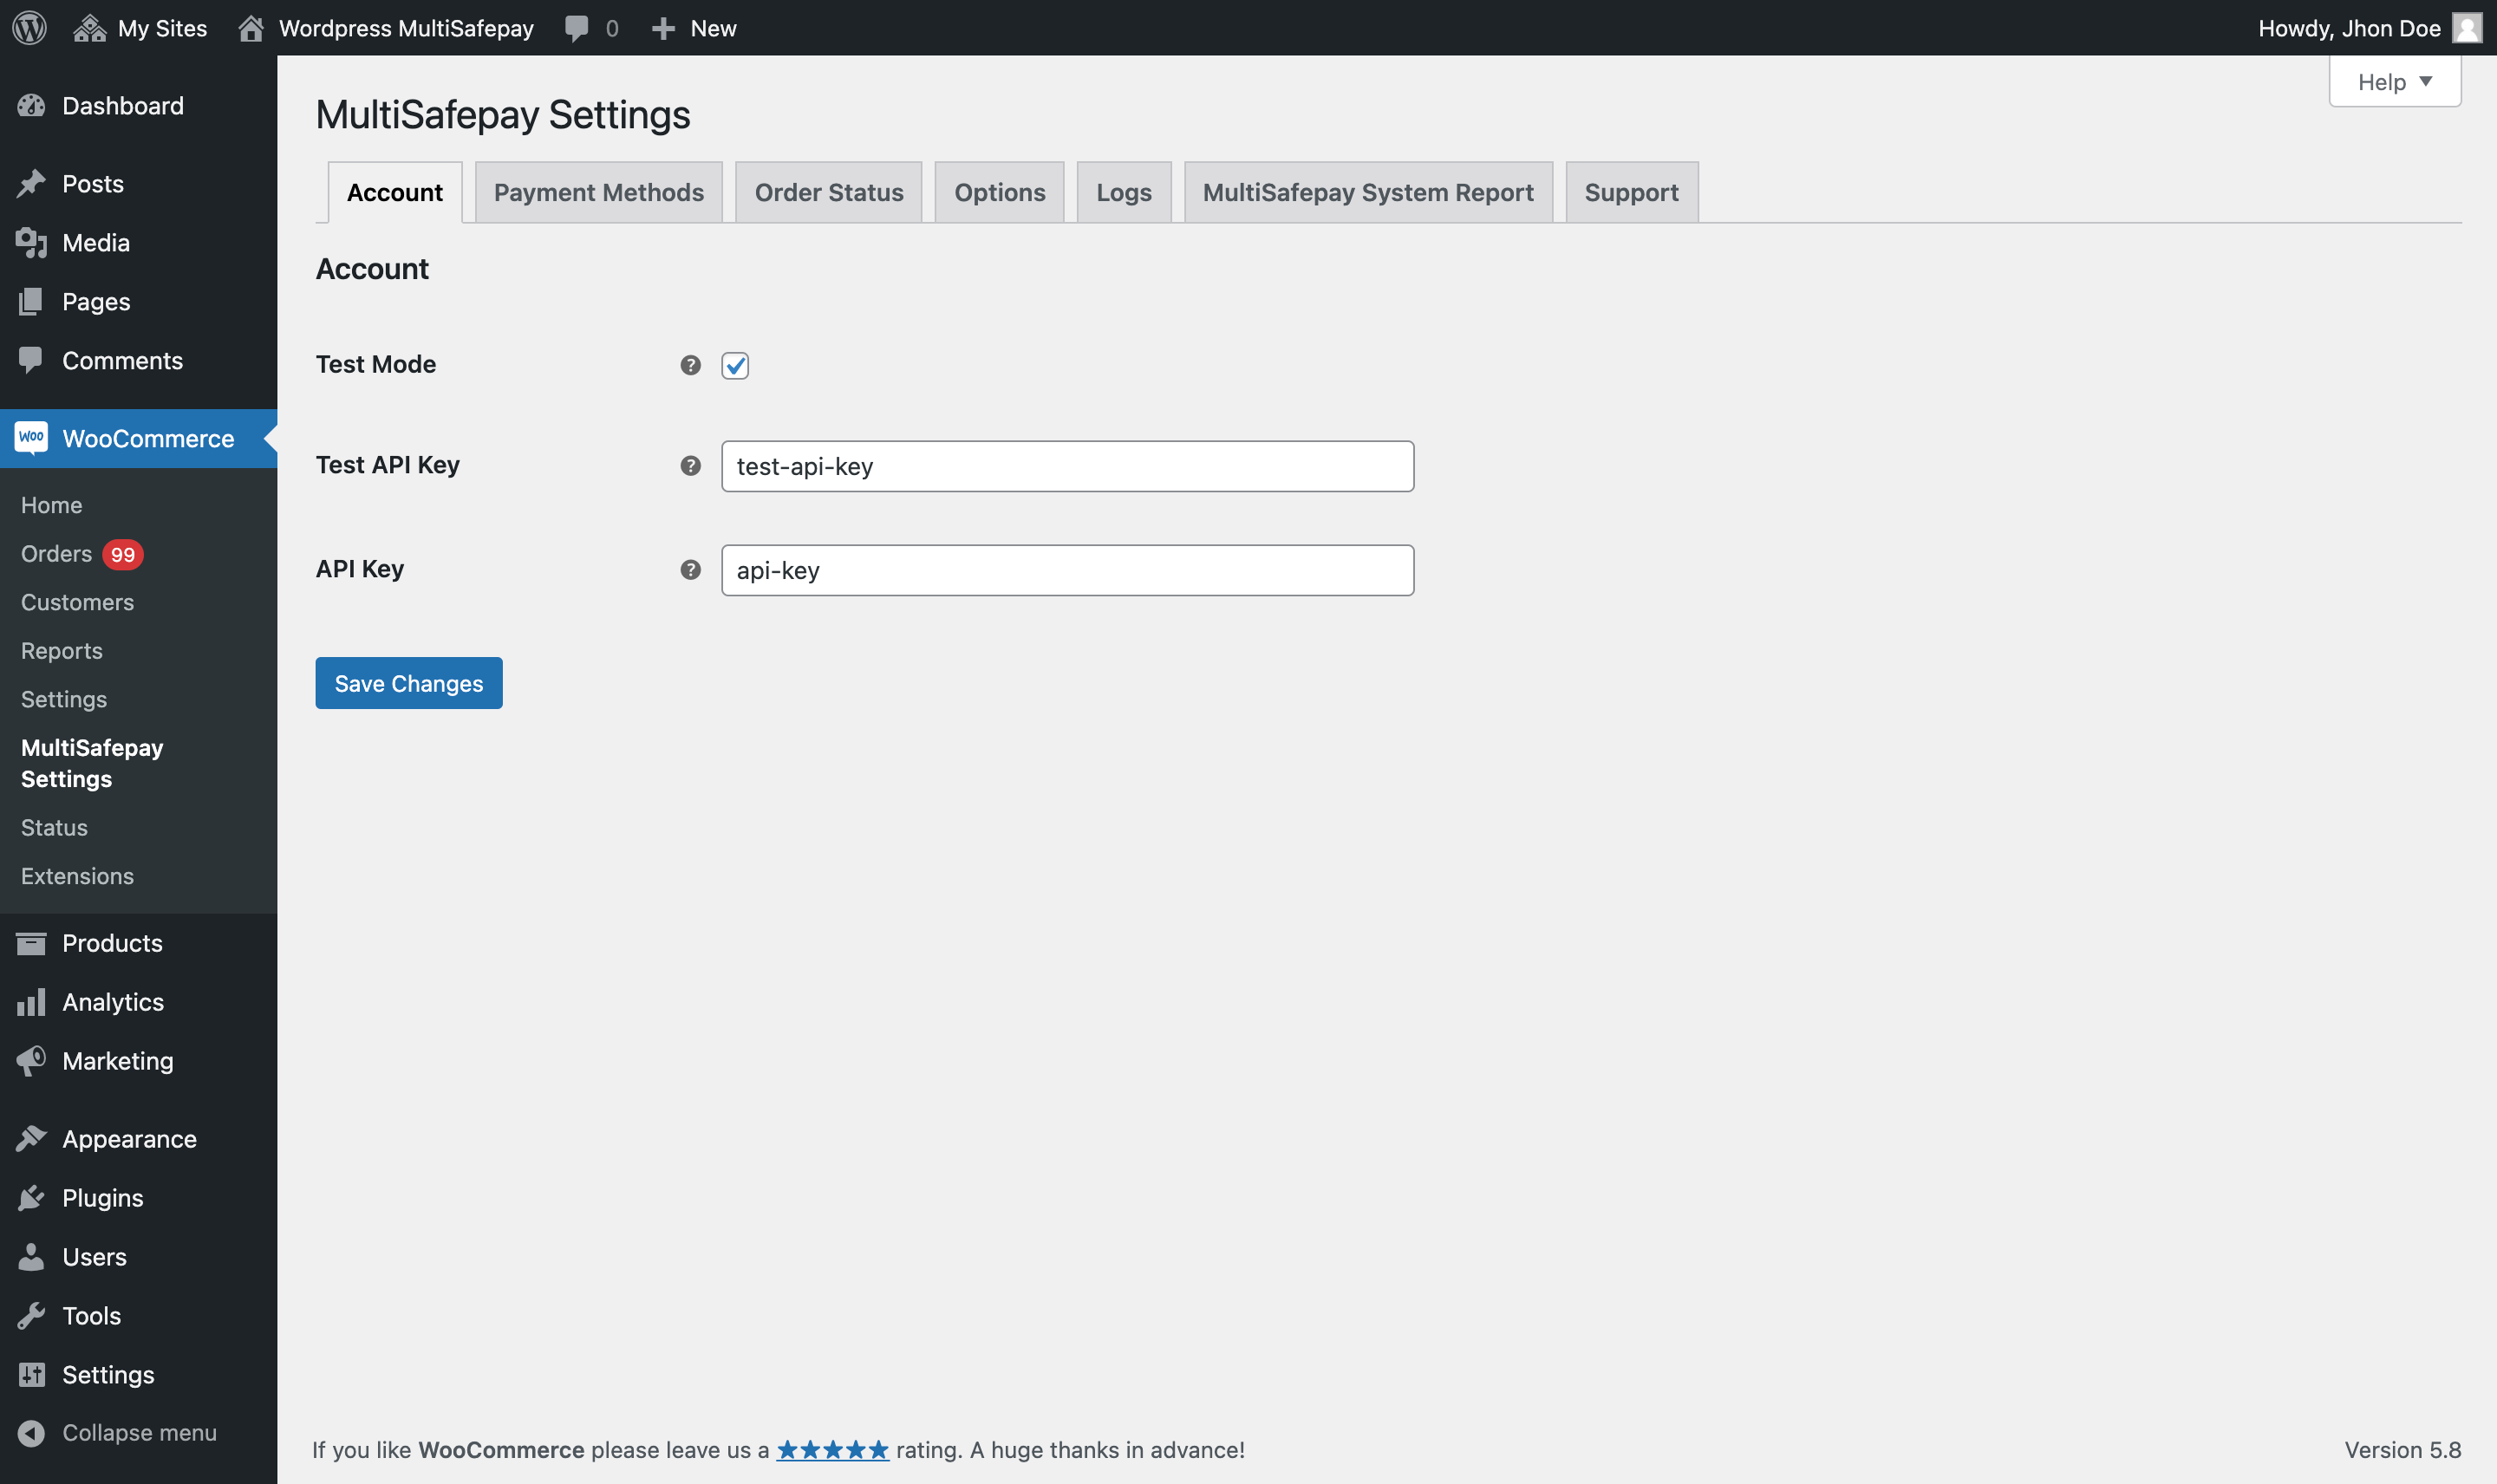 My Sites
Wordpress MultiSafepay
0
New
Howdy, Jhon Doe
Help
Dashboard
Posts
Media
Pages
Comments
Woo
WooCommerce
Home
Orders 99
Customers
Reports
Settings
MultiSafepay
Settings
Status
Extensions
Products
Analytics
Marketing
Appearance
Plugins
Users
Tools
Settings
Collapse menu
MultiSafepay Settings
Account
Payment Methods
Order Status
Options
Logs
MultiSafepay System Report
Support
Account
Test Mode
?
Test API Key
?
test-api-key
API Key
?
api-key
Save Changes
If you like WooCommerce please leave us a ★★★★★ rating. A huge thanks in advance!
Version 5.8